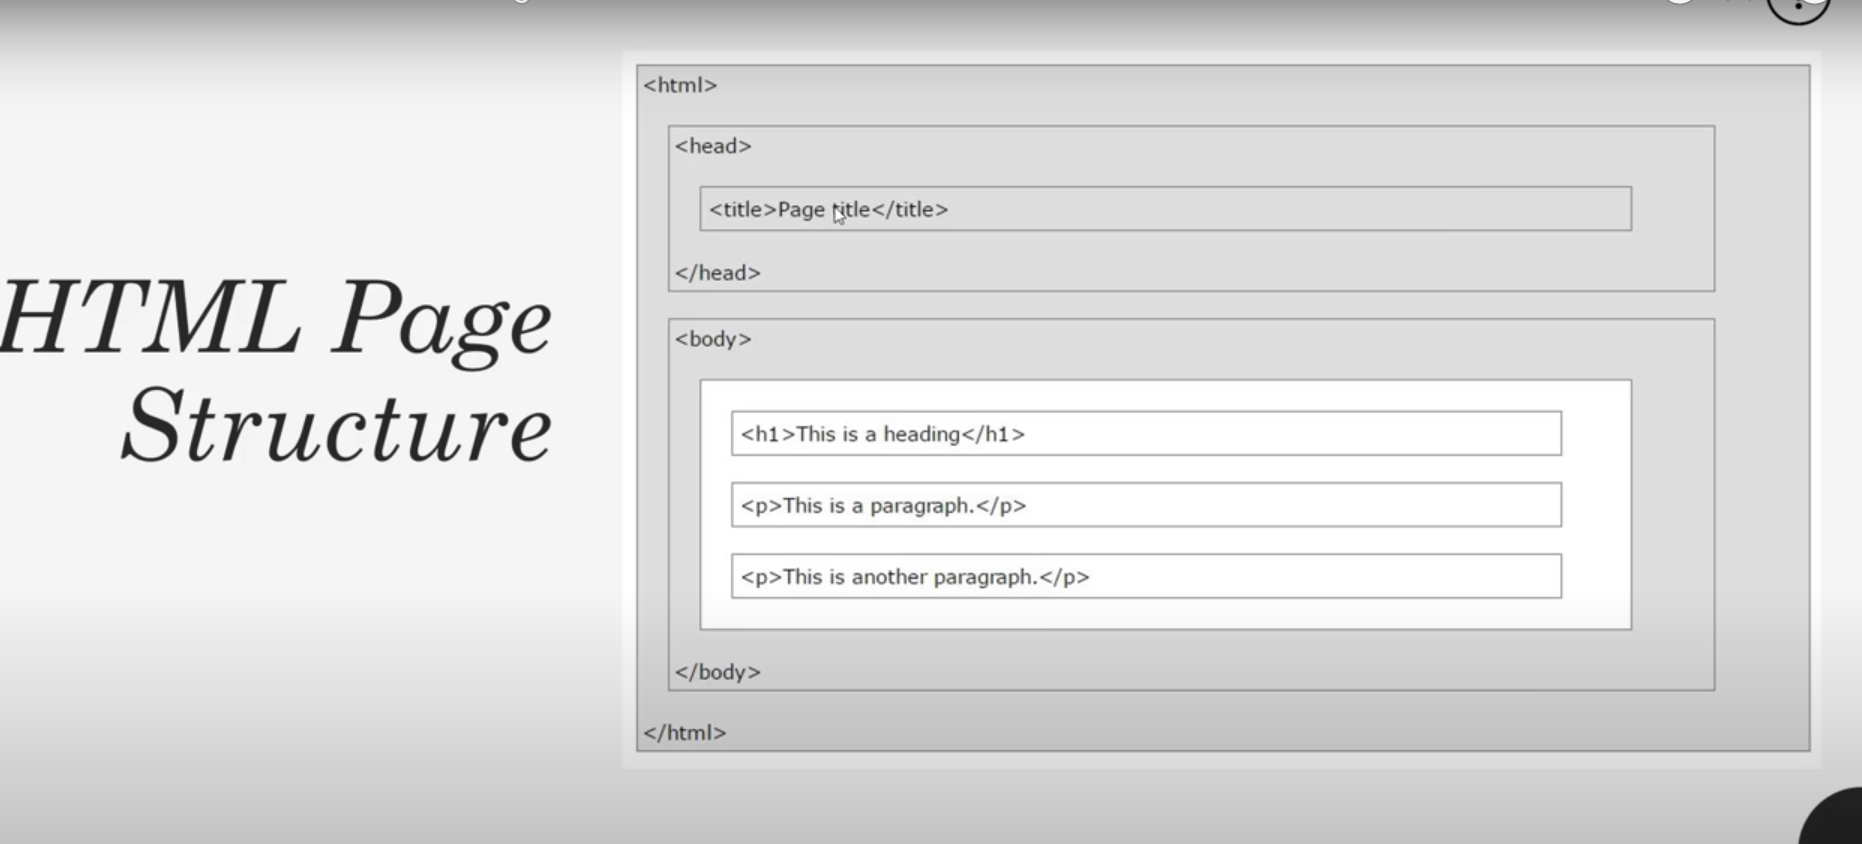 HTML Page
Structure
<html>
<head>
<title>Page title</title>
</head>
<body>
<h1>This is a heading</h1>
<p>This is a paragraph.</p>
<p>This is another paragraph.</p>
</body>
</html>